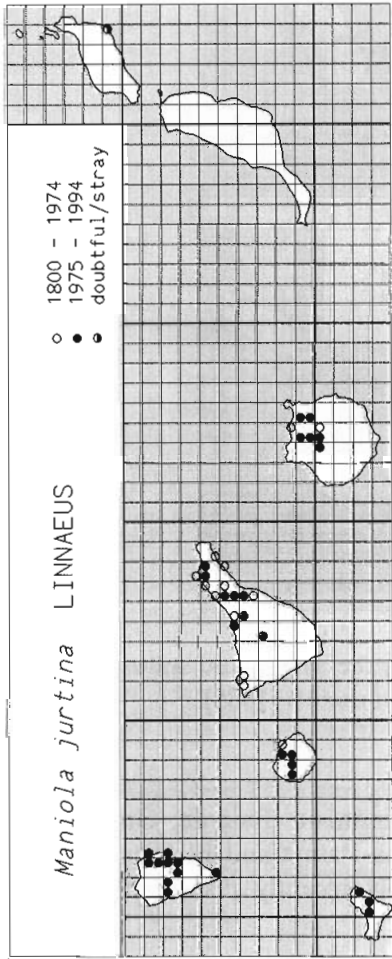 Maniola jurtina LINNAEUS
○ 1800 - 1974
● 1975 - 1994
◒ doubtful/stray